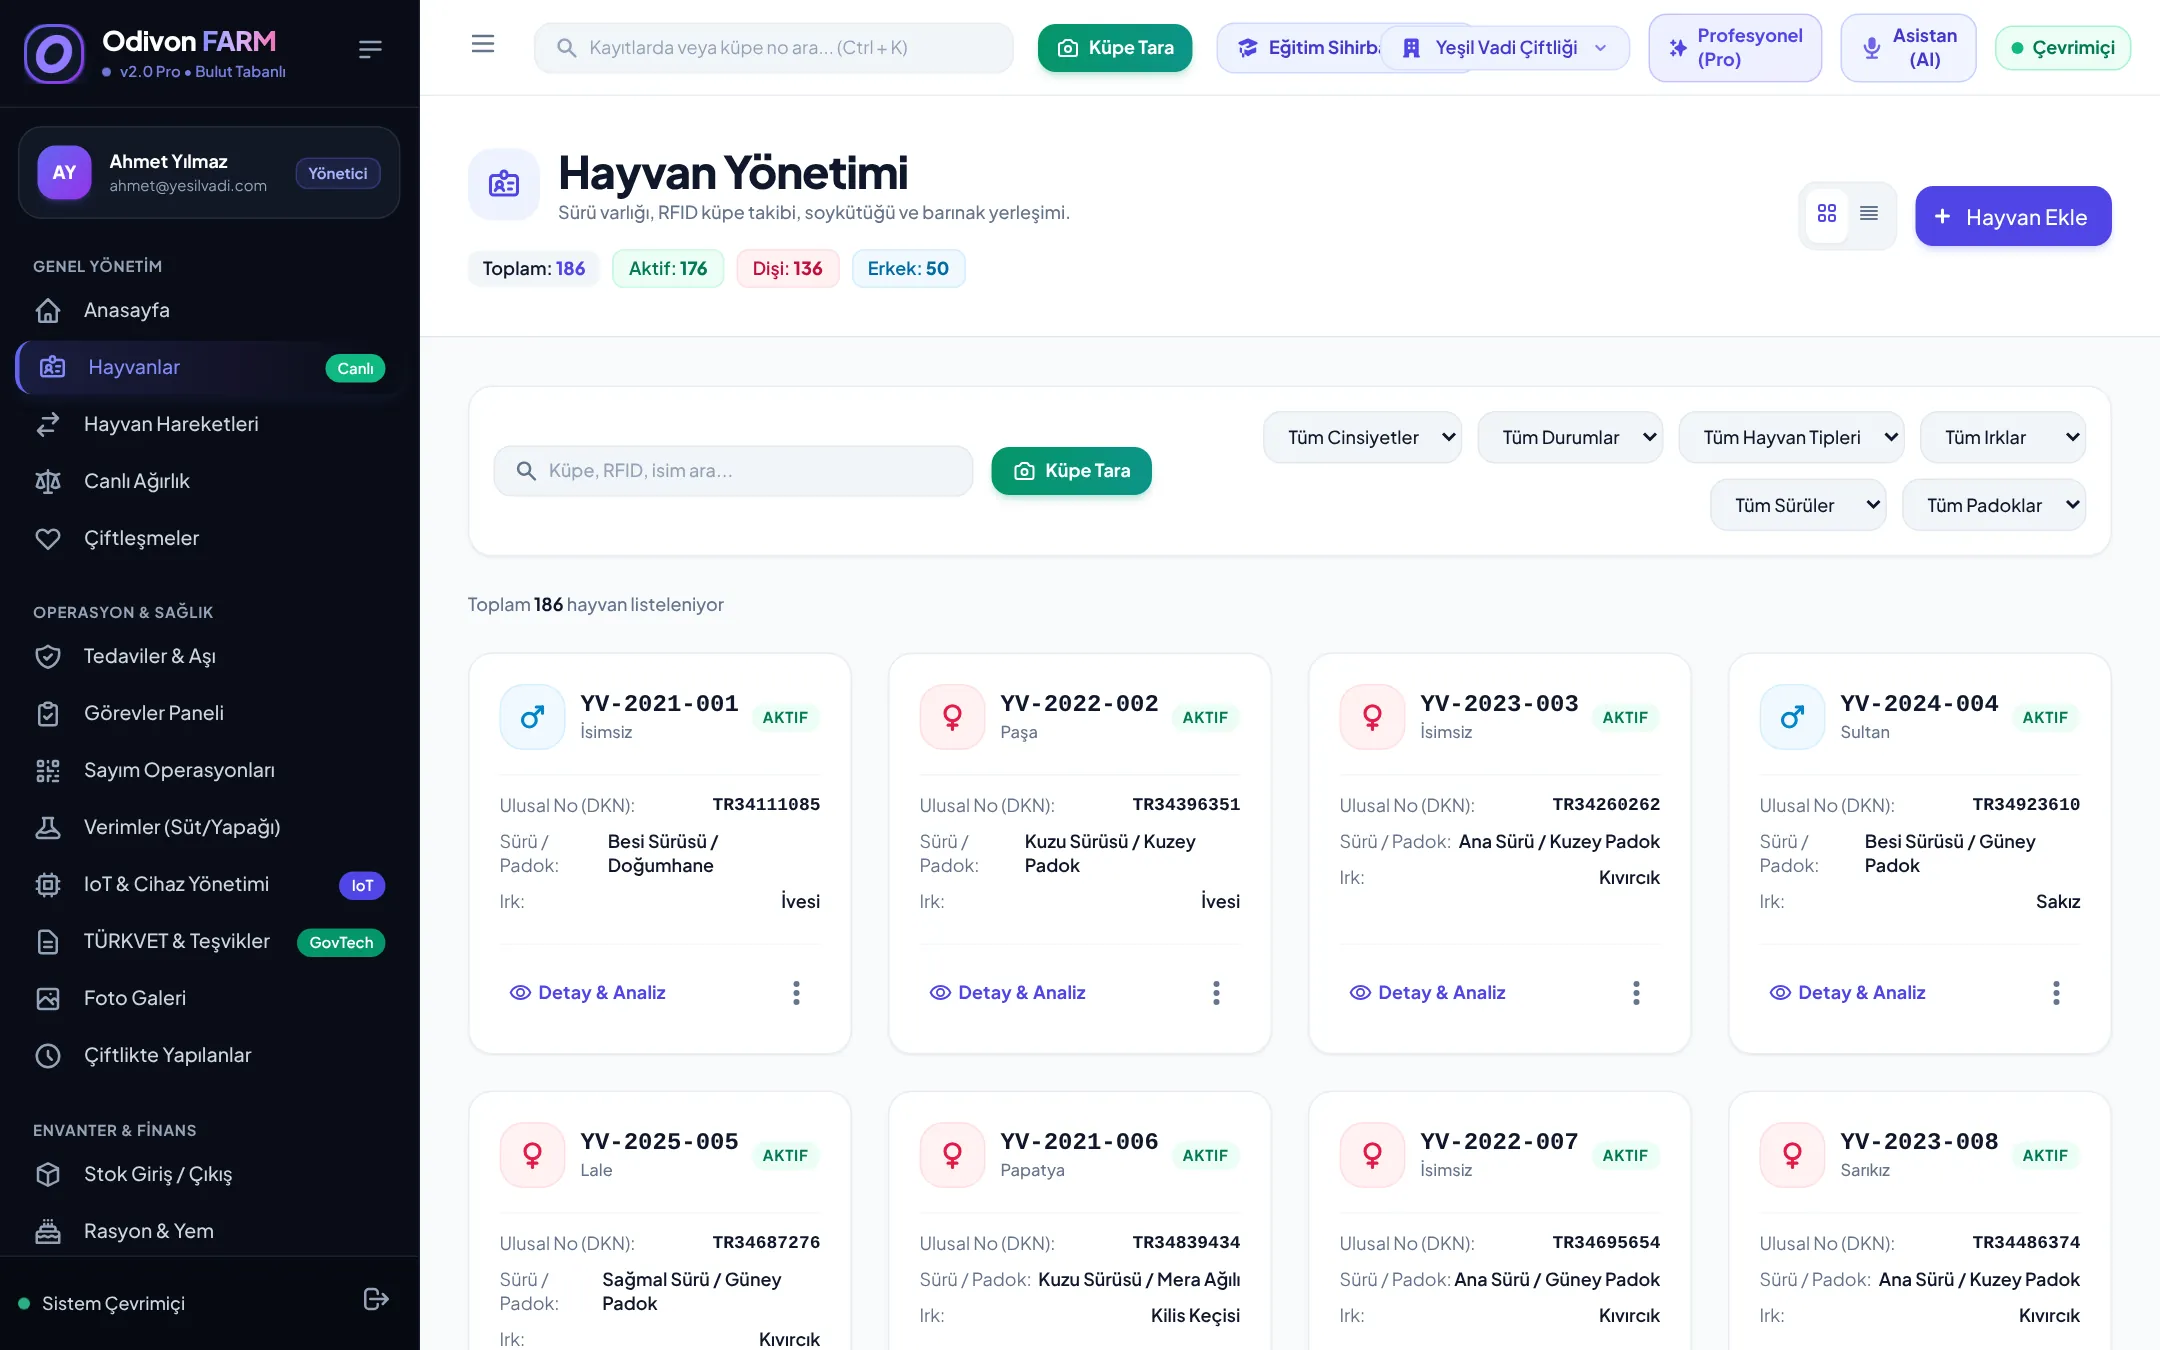 Odivon FARM
v2.0 Pro • Bulut Tabanlı
AY
Ahmet Yılmaz
ahmet@yesilvadi.com
Yönetici
GENEL YÖNETİM
Anasayfa
Hayvanlar
Canlı
Hayvan Hareketleri
Canlı Ağırlık
Çiftleşmeler
OPERASYON & SAĞLIK
Tedaviler & Aşı
Görevler Paneli
Sayım Operasyonları
Verimler (Süt/Yapağı)
IoT & Cihaz Yönetimi
IoT
TÜRKVET & Teşvikler
GovTech
Foto Galeri
Çiftlikte Yapılanlar
ENVANTER & FİNANS
Stok Giriş / Çıkış
Rasyon & Yem
Sistem Çevrimiçi
Kayıtlarda veya küpe no ara... (Ctrl + K)
Küpe Tara
Eğitim Sihirba
Yeşil Vadi Çiftliği
Profesyonel
(Pro)
Asistan
(AI)
Çevrimiçi
Hayvan Yönetimi
Sürü varlığı, RFID küpe takibi, soykütüğü ve barınak yerleşimi.
Toplam: 186
Aktif: 176
Dişi: 136
Erkek: 50
+ Hayvan Ekle
Küpe, RFID, isim ara...
Küpe Tara
Tüm Cinsiyetler
Tüm Durumlar
Tüm Hayvan Tipleri
Tüm Irklar
Tüm Sürüler
Tüm Padoklar
Toplam 186 hayvan listeleniyor
YV-2021-001
İsimsiz
AKTIF
Ulusal No (DKN): TR34111085
Sürü / Padok: Besi Sürüsü / Doğumhane
Irk: İvesi
Detay & Analiz
YV-2022-002
Paşa
AKTIF
Ulusal No (DKN): TR34396351
Sürü / Padok: Kuzu Sürüsü / Kuzey Padok
Irk: İvesi
Detay & Analiz
YV-2023-003
İsimsiz
AKTIF
Ulusal No (DKN): TR34260262
Sürü / Padok: Ana Sürü / Kuzey Padok
Irk: Kıvırcık
Detay & Analiz
YV-2024-004
Sultan
AKTIF
Ulusal No (DKN): TR34923610
Sürü / Padok: Besi Sürüsü / Güney Padok
Irk: Sakız
Detay & Analiz
YV-2025-005
Lale
AKTIF
Ulusal No (DKN): TR34687276
Sürü / Padok: Sağmal Sürü / Güney Padok
Irk: Kıvırcık
YV-2021-006
Papatya
AKTIF
Ulusal No (DKN): TR34839434
Sürü / Padok: Kuzu Sürüsü / Mera Ağılı
Irk: Kilis Keçisi
YV-2022-007
İsimsiz
AKTIF
Ulusal No (DKN): TR34695654
Sürü / Padok: Ana Sürü / Güney Padok
Irk: Kıvırcık
YV-2023-008
Sarıkız
AKTIF
Ulusal No (DKN): TR34486374
Sürü / Padok: Ana Sürü / Kuzey Padok
Irk: Kıvırcık